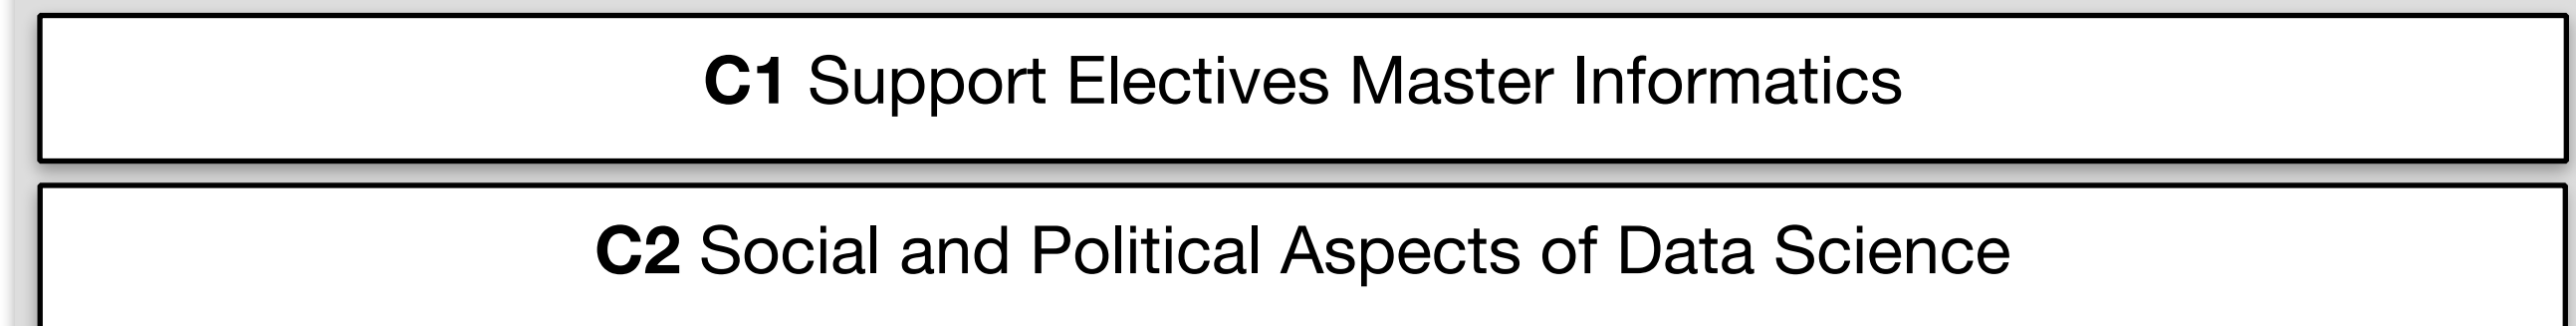 C1 Support Electives Master Informatics
C2 Social and Political Aspects of Data Science